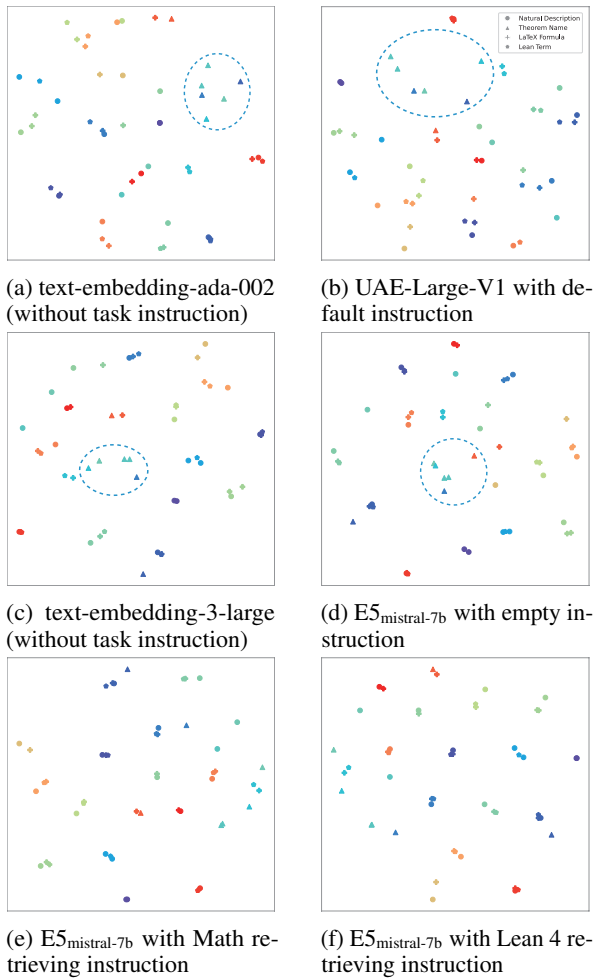 Natural Description
Theorem Name
LaTeX Formula
Lean Term
(a) text-embedding-ada-002
(without task instruction)
(b) UAE-Large-V1 with de-
fault instruction
(c) text-embedding-3-large
(without task instruction)
(d) E5mistral-7b with empty in-
struction
(e) E5mistral-7b with Math re-
trieving instruction
(f) E5mistral-7b with Lean 4 re-
trieving instruction